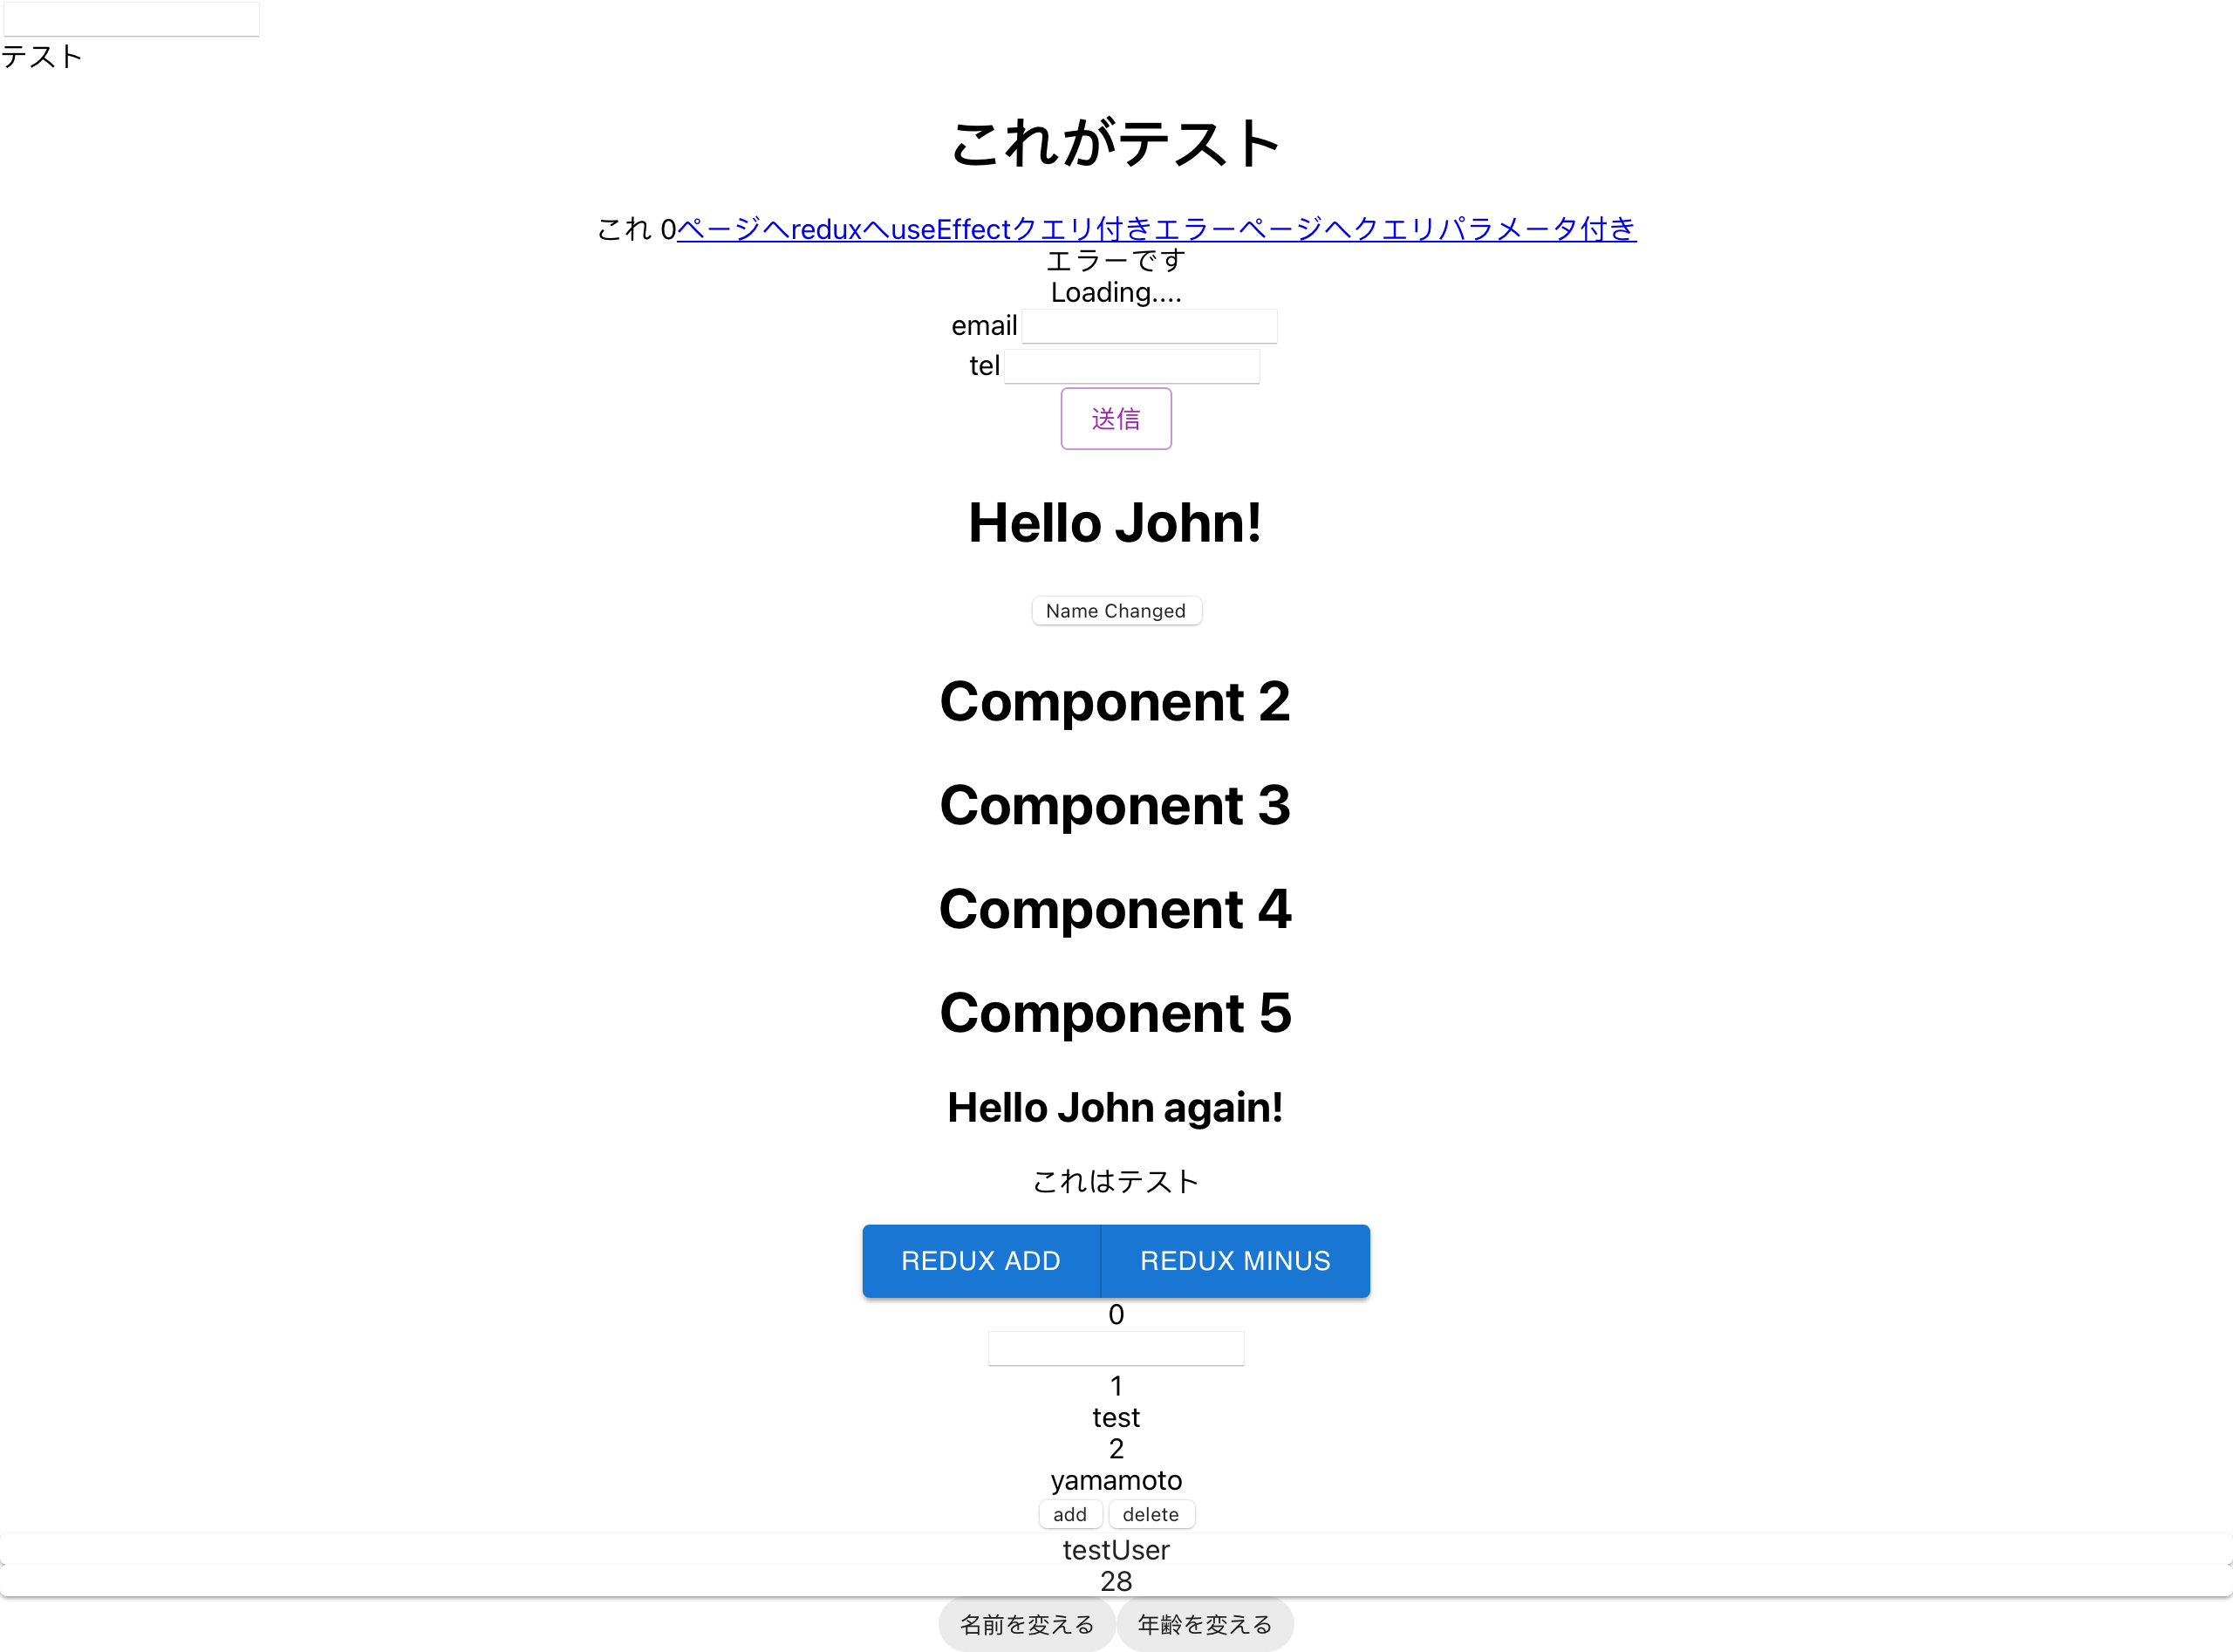 テスト
これがテスト
これ 0ページへreduxへuseEffectクエリ付きエラーページへクエリパラメータ付き
エラーです
Loading....
email
tel
送信
Hello John!
Name Changed
Component 2
Component 3
Component 4
Component 5
Hello John again!
これはテスト
REDUX ADD REDUX MINUS
0
1
test
2
yamamoto
add delete
testUser
28
名前を変える 年齢を変える